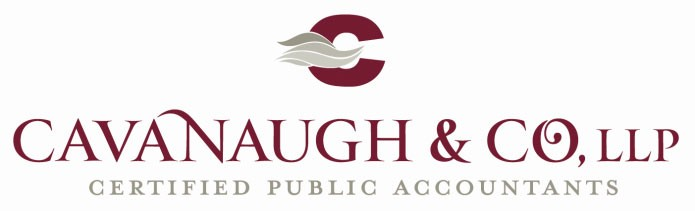 C
CAVANAUGH & CO, LLP
CERTIFIED PUBLIC ACCOUNTANTS